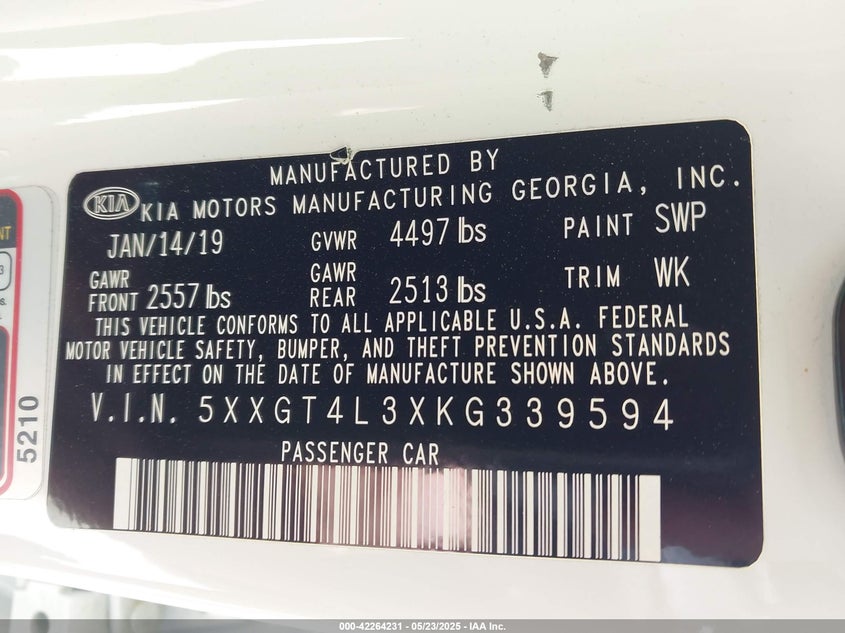 MANUFACTURED BY
KIA KIA MOTORS MANUFACTURING GEORGIA, INC.
JAN/14/19 GVWR 4497 lbs PAINT SWP
GAWR FRONT 2557 lbs GAWR REAR 2513 lbs TRIM WK
THIS VEHICLE CONFORMS TO ALL APPLICABLE U.S.A. FEDERAL
MOTOR VEHICLE SAFETY, BUMPER, AND THEFT PREVENTION STANDARDS
IN EFFECT ON THE DATE OF MANUFACTURE SHOWN ABOVE.
V.I.N. 5XXGT4L3XKG339594
PASSENGER CAR
5210
000-42264231 - 05/23/2025 - IAA Inc.